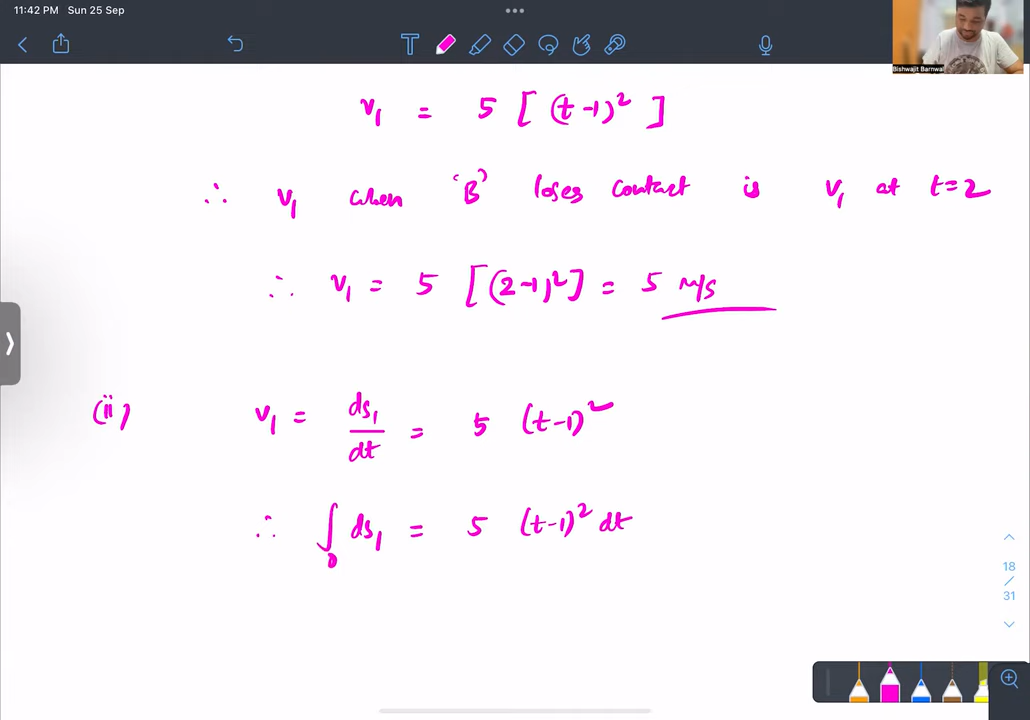 11:42 PM Sun 25 Sep
Bishwajit Barnwal
v₁ = 5 [ (t-1)² ]
∴ v₁ when 'B' loses contact is v₁ at t=2
∴ v₁ = 5 [(2-1)²] = 5 m/s
(ii) v₁ = ds₁/dt = 5 (t-1)²
∴ ∫₀ ds₁ = 5 (t-1)² dt
18
/
31